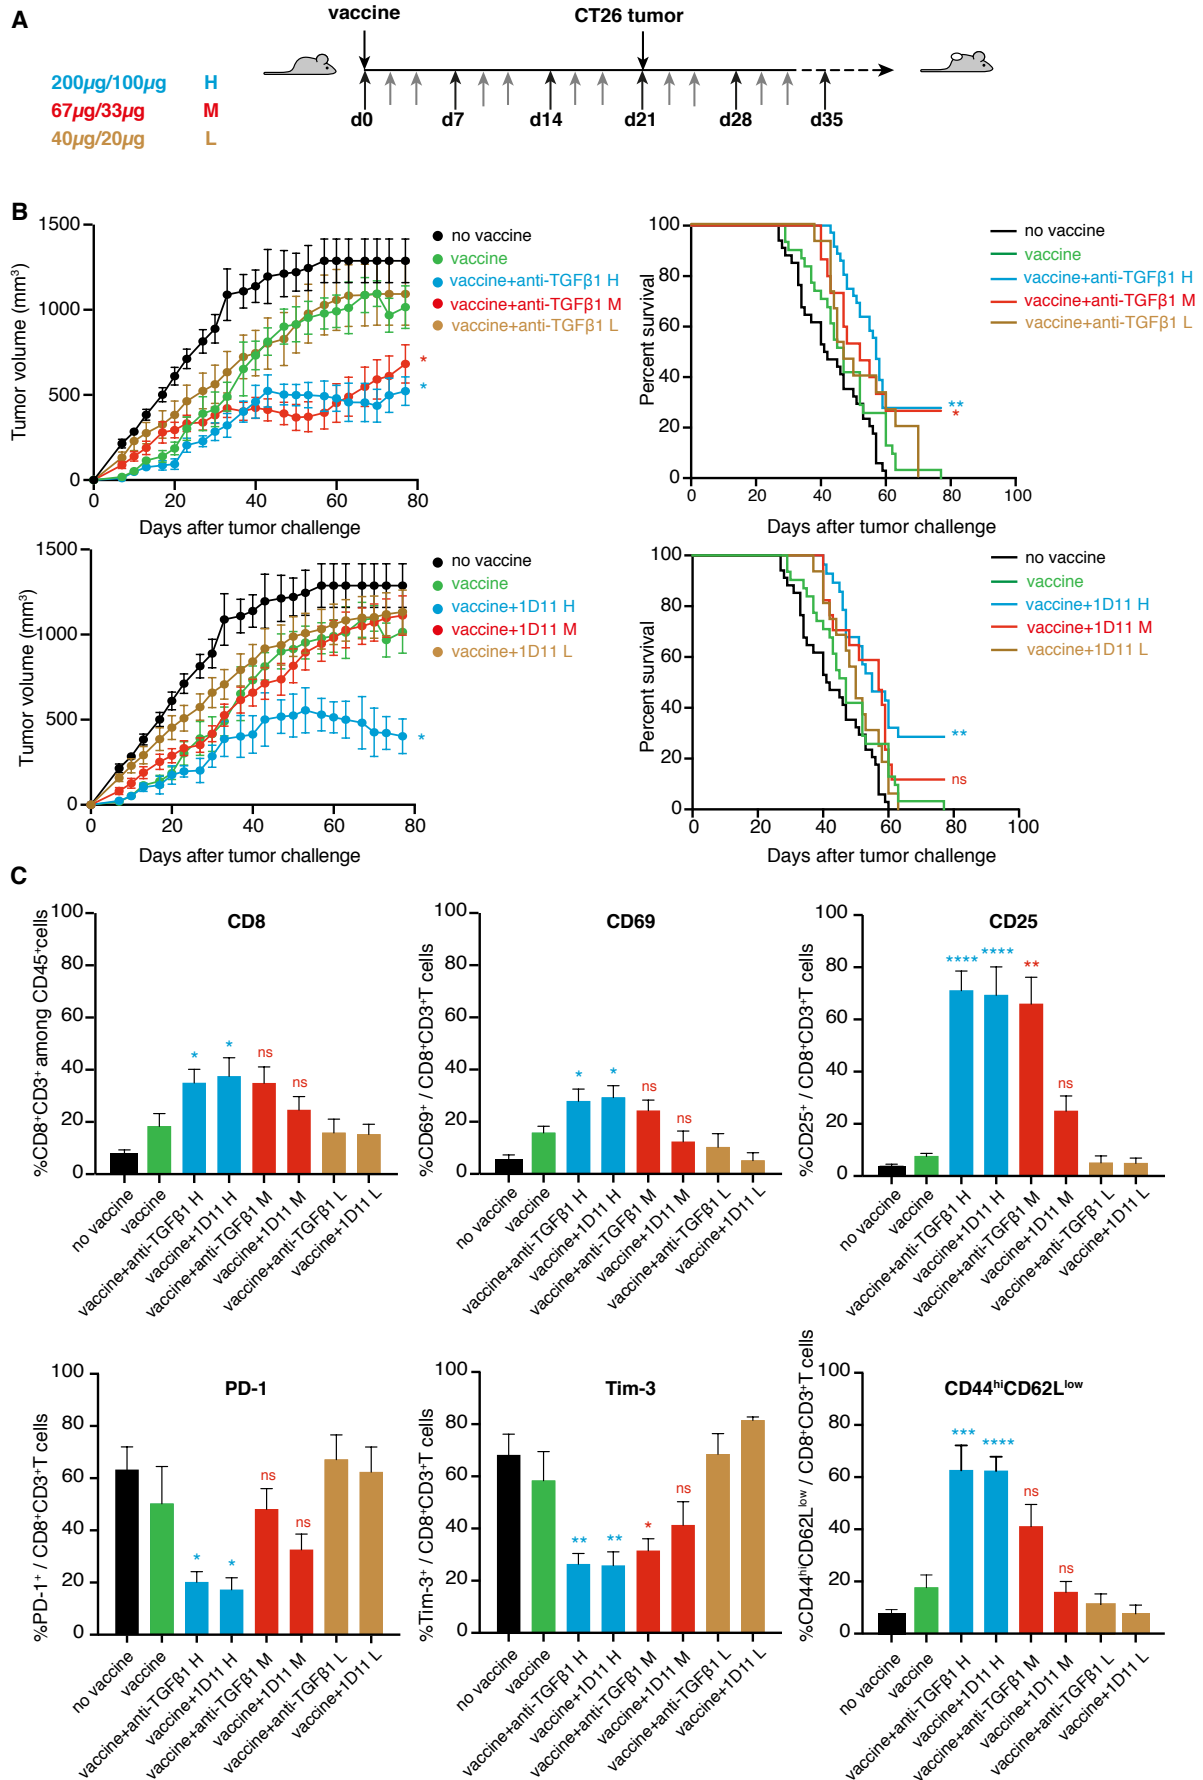 A
vaccine
CT26 tumor
200µg/100µg H
67µg/33µg M
40µg/20µg L
d0 d7 d14 d21 d28 d35
B
1500
1000
500
0
Tumor volume (mm³)
0 20 40 60 80
Days after tumor challenge
no vaccine
vaccine
vaccine+anti-TGFβ1 H
vaccine+anti-TGFβ1 M
vaccine+anti-TGFβ1 L
*
*
100
80
60
40
20
0
Percent survival
0 20 40 60 80 100
Days after tumor challenge
no vaccine
vaccine
vaccine+anti-TGFβ1 H
vaccine+anti-TGFβ1 M
vaccine+anti-TGFβ1 L
**
*
1500
1000
500
0
Tumor volume (mm³)
0 20 40 60 80
Days after tumor challenge
no vaccine
vaccine
vaccine+1D11 H
vaccine+1D11 M
vaccine+1D11 L
*
100
80
60
40
20
0
Percent survival
0 20 40 60 80 100
Days after tumor challenge
no vaccine
vaccine
vaccine+1D11 H
vaccine+1D11 M
vaccine+1D11 L
**
ns
C
CD8
%CD8⁺CD3⁺ among CD45⁺cells
100
80
60
40
20
0
* * ns ns
no vaccine
vaccine
vaccine+anti-TGFβ1 H
vaccine+1D11 H
vaccine+anti-TGFβ1 M
vaccine+1D11 M
vaccine+anti-TGFβ1 L
vaccine+1D11 L
CD69
%CD69⁺ / CD8⁺CD3⁺T cells
100
80
60
40
20
0
* * ns ns
no vaccine
vaccine
vaccine+anti-TGFβ1 H
vaccine+1D11 H
vaccine+anti-TGFβ1 M
vaccine+1D11 M
vaccine+anti-TGFβ1 L
vaccine+1D11 L
CD25
%CD25⁺ / CD8⁺CD3⁺T cells
100
80
60
40
20
0
**** **** ** ns
no vaccine
vaccine
vaccine+anti-TGFβ1 H
vaccine+1D11 H
vaccine+anti-TGFβ1 M
vaccine+1D11 M
vaccine+anti-TGFβ1 L
vaccine+1D11 L
PD-1
%PD-1⁺ / CD8⁺CD3⁺T cells
100
80
60
40
20
0
* * ns ns
no vaccine
vaccine
vaccine+anti-TGFβ1 H
vaccine+1D11 H
vaccine+anti-TGFβ1 M
vaccine+1D11 M
vaccine+anti-TGFβ1 L
vaccine+1D11 L
Tim-3
%Tim-3⁺ / CD8⁺CD3⁺T cells
100
80
60
40
20
0
** ** * ns
no vaccine
vaccine
vaccine+anti-TGFβ1 H
vaccine+1D11 H
vaccine+anti-TGFβ1 M
vaccine+1D11 M
vaccine+anti-TGFβ1 L
vaccine+1D11 L
CD44ʰⁱCD62Lˡᵒʷ
%CD44ʰⁱCD62Lˡᵒʷ / CD8⁺CD3⁺T cells
100
80
60
40
20
0
*** **** ns ns
no vaccine
vaccine
vaccine+anti-TGFβ1 H
vaccine+1D11 H
vaccine+anti-TGFβ1 M
vaccine+1D11 M
vaccine+anti-TGFβ1 L
vaccine+1D11 L